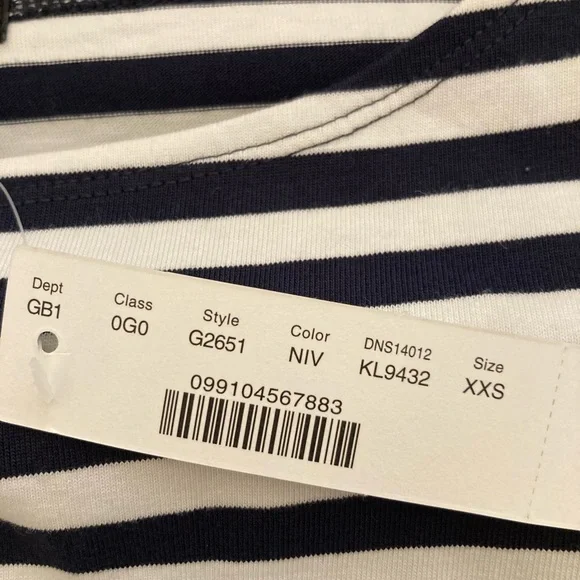 Dept Class Style Color DNS14012 Size
GB1 0G0 G2651 NIV KL9432 XXS
099104567883